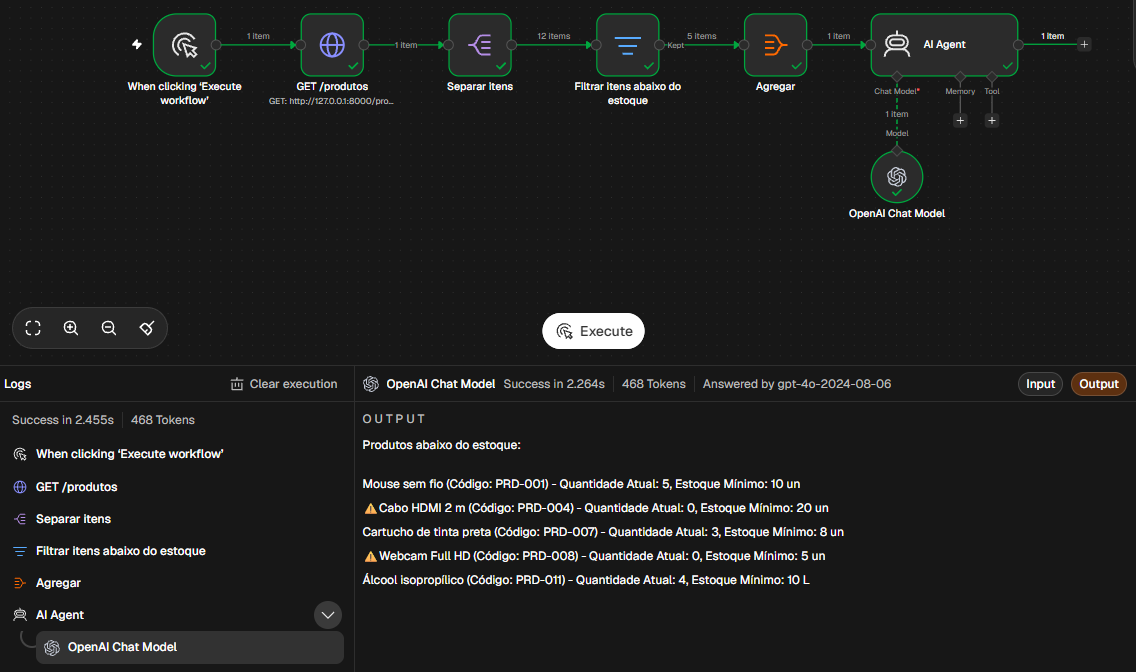 1 item
1 item
12 items
5 items
Kept
1 item
1 item
AI Agent
When clicking ‘Execute
workflow’
GET /produtos
GET: http://127.0.0.1:8000/pro...
Separar itens
Filtrar itens abaixo do
estoque
Agregar
Chat Model*
Memory
Tool
1 item
Model
OpenAI Chat Model
Execute
Logs
Clear execution
Success in 2.455s
468 Tokens
When clicking ‘Execute workflow’
GET /produtos
Separar itens
Filtrar itens abaixo do estoque
Agregar
AI Agent
OpenAI Chat Model
OpenAI Chat Model Success in 2.264s 468 Tokens Answered by gpt-4o-2024-08-06
Input
Output
OUTPUT
Produtos abaixo do estoque:
Mouse sem fio (Código: PRD-001) - Quantidade Atual: 5, Estoque Mínimo: 10 un
⚠️Cabo HDMI 2 m (Código: PRD-004) - Quantidade Atual: 0, Estoque Mínimo: 20 un
Cartucho de tinta preta (Código: PRD-007) - Quantidade Atual: 3, Estoque Mínimo: 8 un
⚠️Webcam Full HD (Código: PRD-008) - Quantidade Atual: 0, Estoque Mínimo: 5 un
Álcool isopropílico (Código: PRD-011) - Quantidade Atual: 4, Estoque Mínimo: 10 L